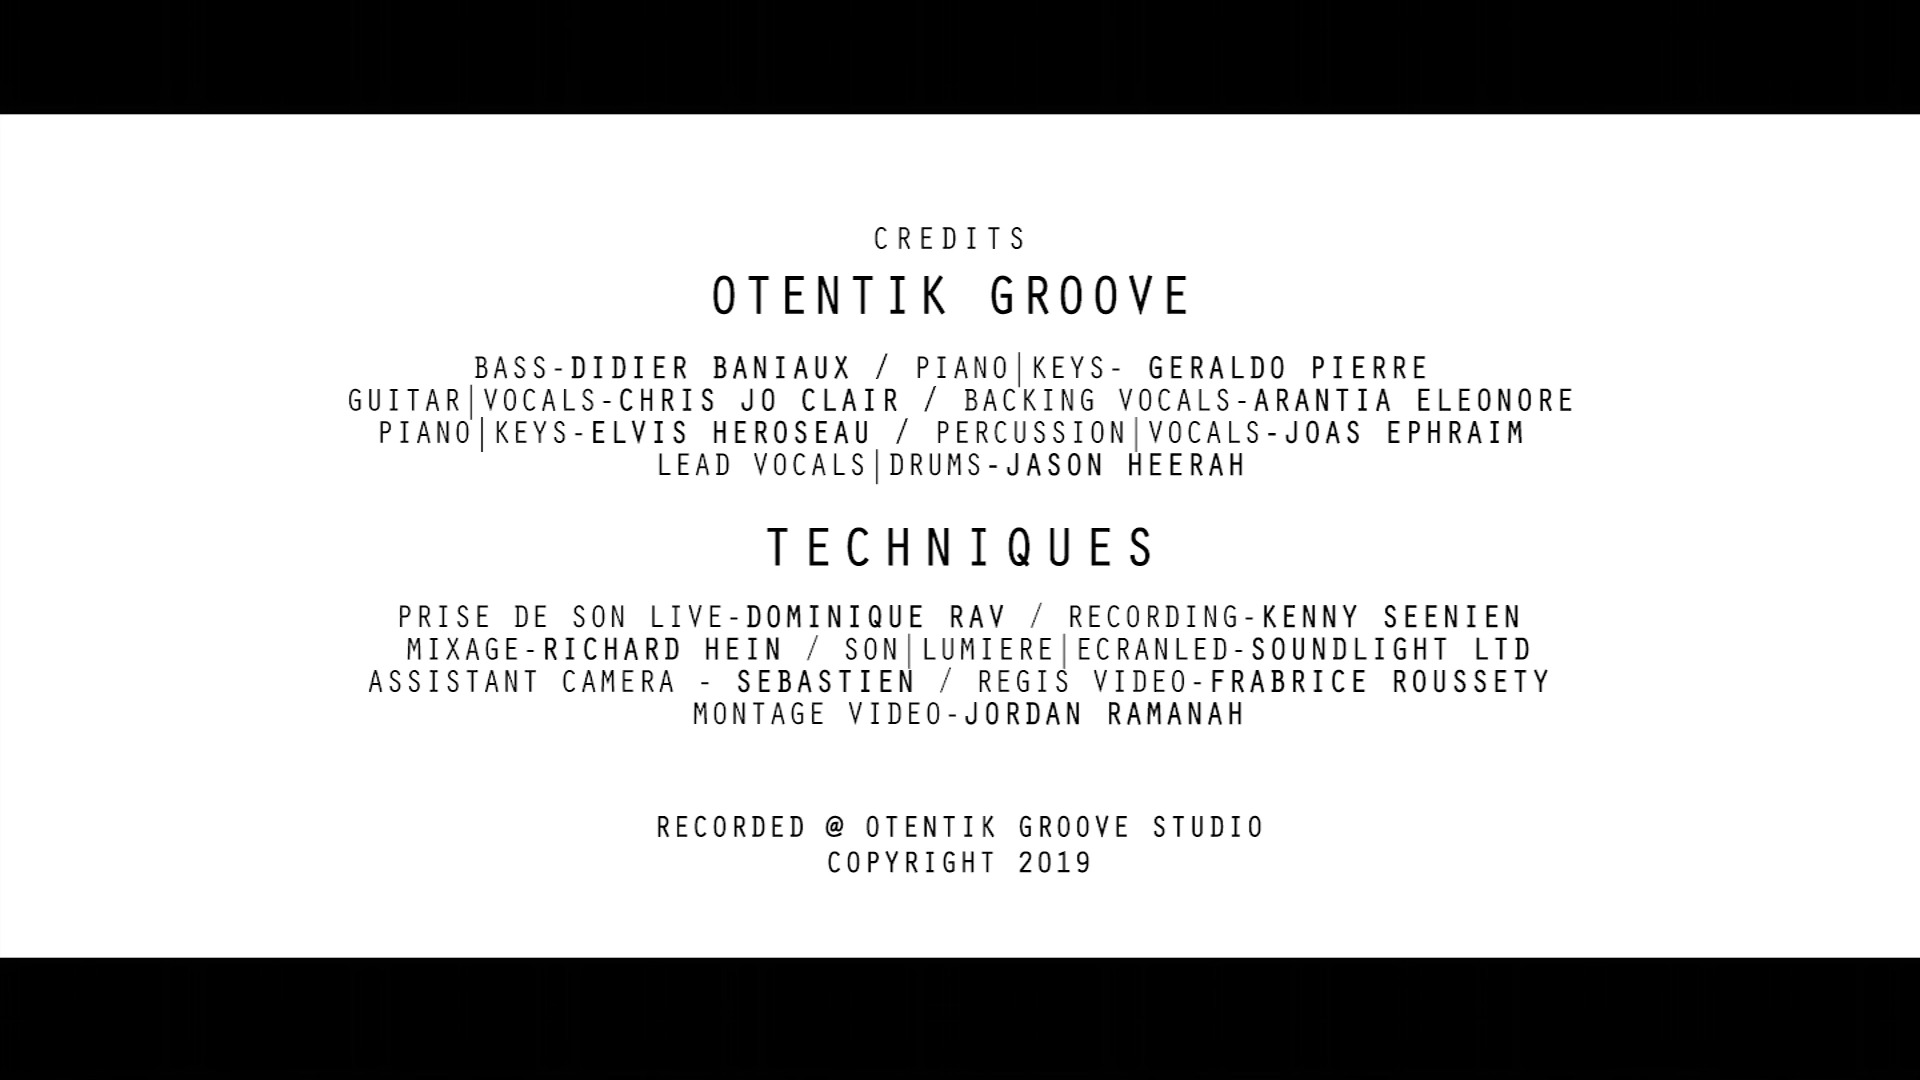 CREDITS
OTENTIK GROOVE
BASS-DIDIER BANIAUX / PIANO|KEYS- GERALDO PIERRE
GUITAR|VOCALS-CHRIS JO CLAIR / BACKING VOCALS-ARANTIA ELEONORE
PIANO|KEYS-ELVIS HEROSEAU / PERCUSSION|VOCALS-JOAS EPHRAIM
LEAD VOCALS|DRUMS-JASON HEERAH
TECHNIQUES
PRISE DE SON LIVE-DOMINIQUE RAV / RECORDING-KENNY SEENIEN
MIXAGE-RICHARD HEIN / SON|LUMIERE|ECRANLED-SOUNDLIGHT LTD
ASSISTANT CAMERA - SEBASTIEN / REGIS VIDEO-FRABRICE ROUSSETY
MONTAGE VIDEO-JORDAN RAMANAH
RECORDED @ OTENTIK GROOVE STUDIO
COPYRIGHT 2019